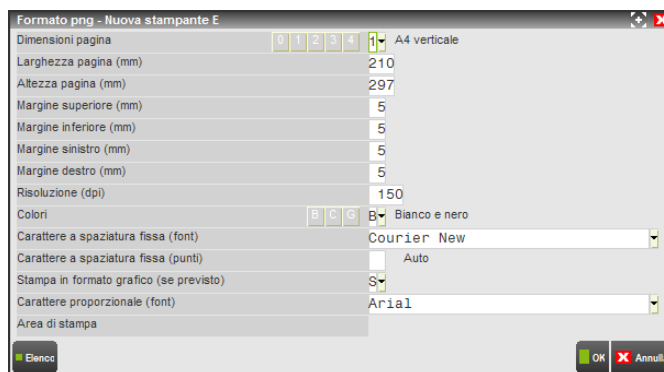 Formato png - Nuova stampante E
Dimensioni pagina 0 1 2 3 4 1 A4 verticale
Larghezza pagina (mm) 210
Altezza pagina (mm) 297
Margine superiore (mm) 5
Margine inferiore (mm) 5
Margine sinistro (mm) 5
Margine destro (mm) 5
Risoluzione (dpi) 150
Colori B C G B Bianco e nero
Carattere a spaziatura fissa (font) Courier New
Carattere a spaziatura fissa (punti) Auto
Stampa in formato grafico (se previsto) S
Carattere proporzionale (font) Arial
Area di stampa
Elenco OK Annulla